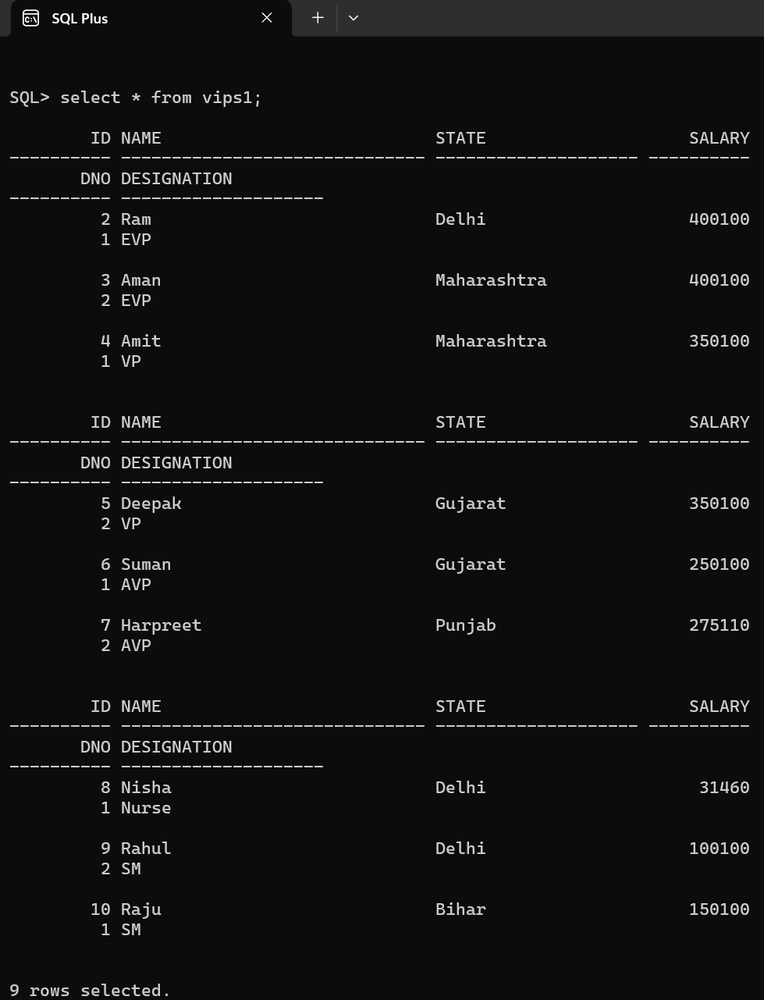 SQL Plus
SQL> select * from vips1;
        ID NAME                           STATE                    SALARY
---------- ------------------------------ -------------------- ----------
       DNO DESIGNATION
---------- --------------------
         2 Ram                            Delhi                    400100
         1 EVP
         3 Aman                           Maharashtra              400100
         2 EVP
         4 Amit                           Maharashtra              350100
         1 VP
        ID NAME                           STATE                    SALARY
---------- ------------------------------ -------------------- ----------
       DNO DESIGNATION
---------- --------------------
         5 Deepak                         Gujarat                  350100
         2 VP
         6 Suman                          Gujarat                  250100
         1 AVP
         7 Harpreet                       Punjab                   275110
         2 AVP
        ID NAME                           STATE                    SALARY
---------- ------------------------------ -------------------- ----------
       DNO DESIGNATION
---------- --------------------
         8 Nisha                          Delhi                     31460
         1 Nurse
         9 Rahul                          Delhi                    100100
         2 SM
        10 Raju                           Bihar                    150100
         1 SM
9 rows selected.